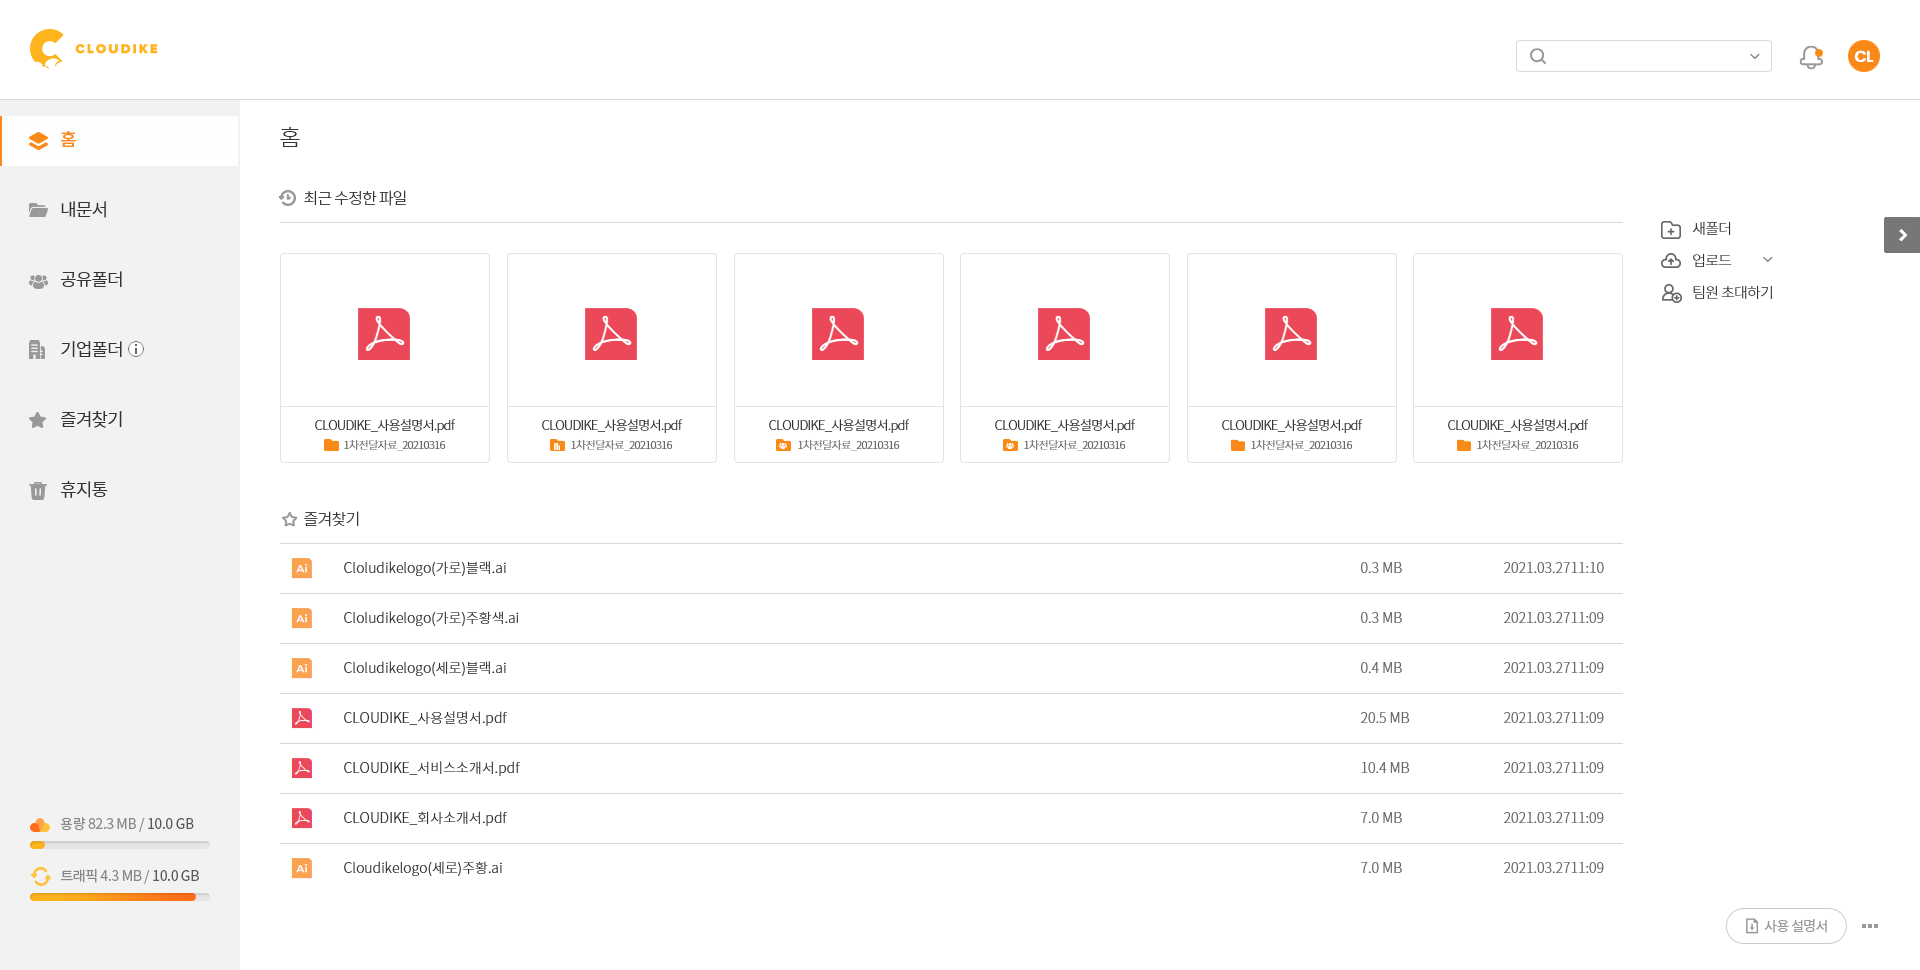 CLOUDIKE
CL
홈
내문서
공유폴더
기업폴더
즐겨찾기
휴지통
용량 82.3 MB / 10.0 GB
트래픽 4.3 MB / 10.0 GB
홈
최근 수정한 파일
CLOUDIKE_사용설명서.pdf
1차전달자료_20210316
CLOUDIKE_사용설명서.pdf
1차전달자료_20210316
CLOUDIKE_사용설명서.pdf
1차전달자료_20210316
CLOUDIKE_사용설명서.pdf
1차전달자료_20210316
CLOUDIKE_사용설명서.pdf
1차전달자료_20210316
CLOUDIKE_사용설명서.pdf
1차전달자료_20210316
즐겨찾기
Ai Cloludikelogo(가로)블랙.ai 0.3 MB 2021.03.2711:10
Ai Cloludikelogo(가로)주황색.ai 0.3 MB 2021.03.2711:09
Ai Cloludikelogo(세로)블랙.ai 0.4 MB 2021.03.2711:09
CLOUDIKE_사용설명서.pdf 20.5 MB 2021.03.2711:09
CLOUDIKE_서비스소개서.pdf 10.4 MB 2021.03.2711:09
CLOUDIKE_회사소개서.pdf 7.0 MB 2021.03.2711:09
Ai Cloudikelogo(세로)주황.ai 7.0 MB 2021.03.2711:09
새폴더
업로드
팀원 초대하기
사용 설명서